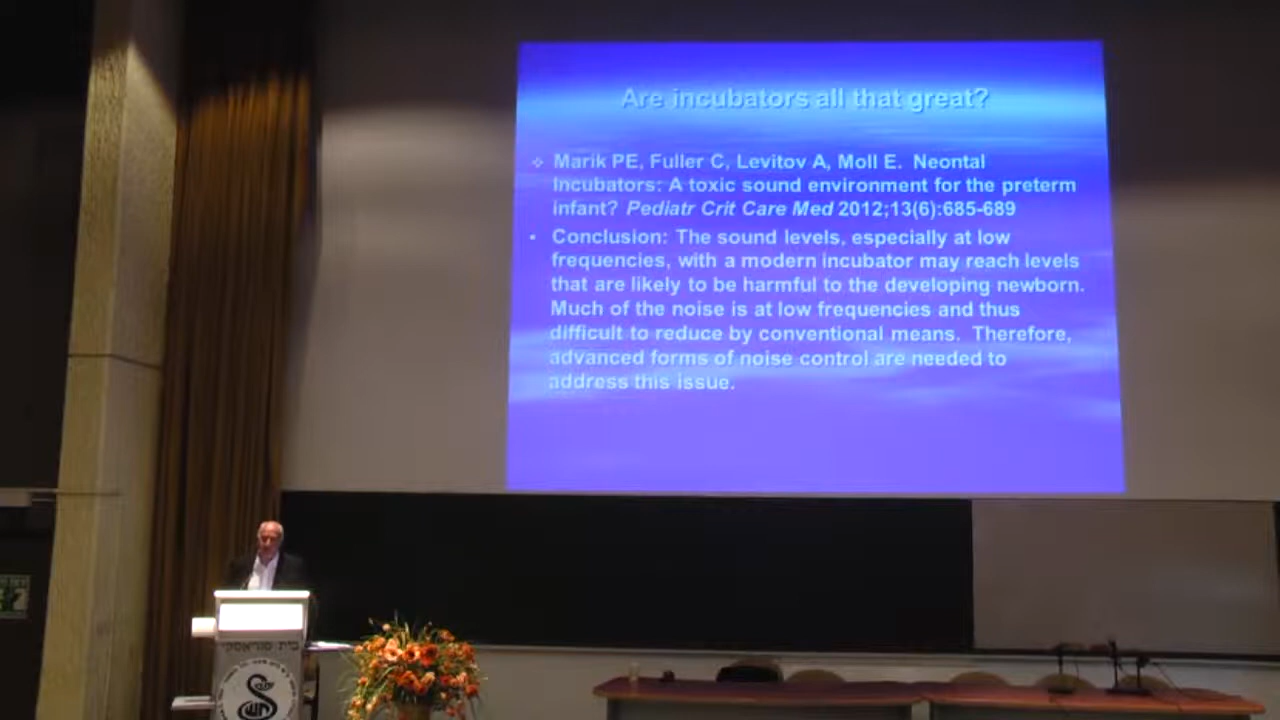 Are incubators all that great?
Marik PE, Fuller C, Levitov A, Moll E. Neontal
Incubators: A toxic sound environment for the preterm
infant? Pediatr Crit Care Med 2012;13(6):685-689
Conclusion: The sound levels, especially at low
frequencies, with a modern incubator may reach levels
that are likely to be harmful to the developing newborn.
Much of the noise is at low frequencies and thus
difficult to reduce by conventional means. Therefore,
advanced forms of noise control are needed to
address this issue.
בית סוראסקי